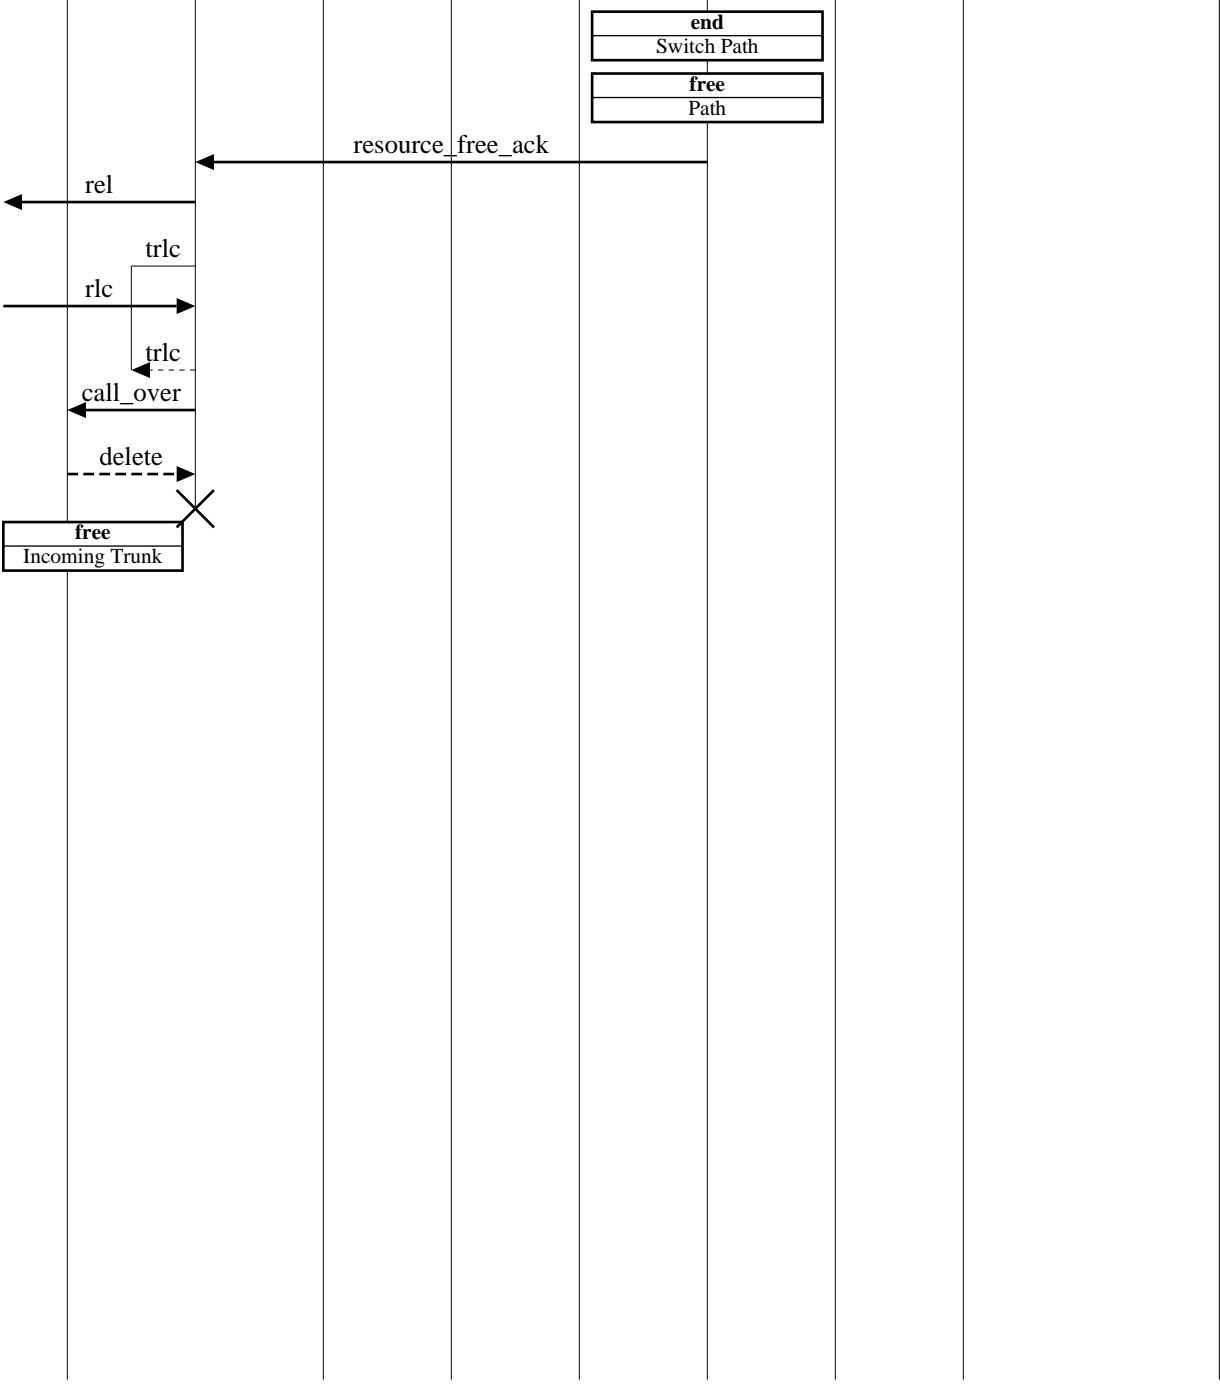 end
Switch Path
free
Path
resource_free_ack
rel
trlc
rlc
trlc
call_over
delete
free
Incoming Trunk